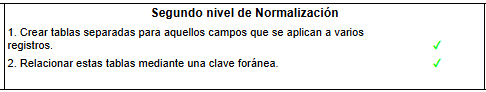 Segundo nivel de Normalización
1. Crear tablas separadas para aquellos campos que se aplican a varios
registros. ✓
2. Relacionar estas tablas mediante una clave foránea. ✓